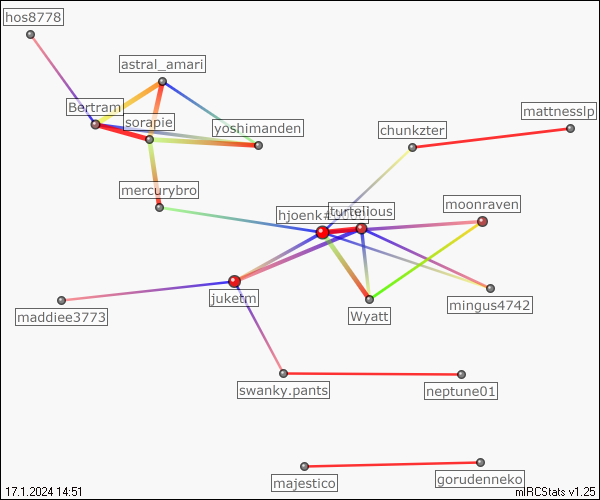 hos8778
astral_amari
Bertram
sorapie
yoshimanden
chunkzter
mattnesslp
mercurybro
turtelious
moonraven
juketm
maddiee3773
Wyatt
mingus4742
swanky.pants
neptune01
majestico
gorudenneko
17.1.2024 14:51
mIRCStats v1.25